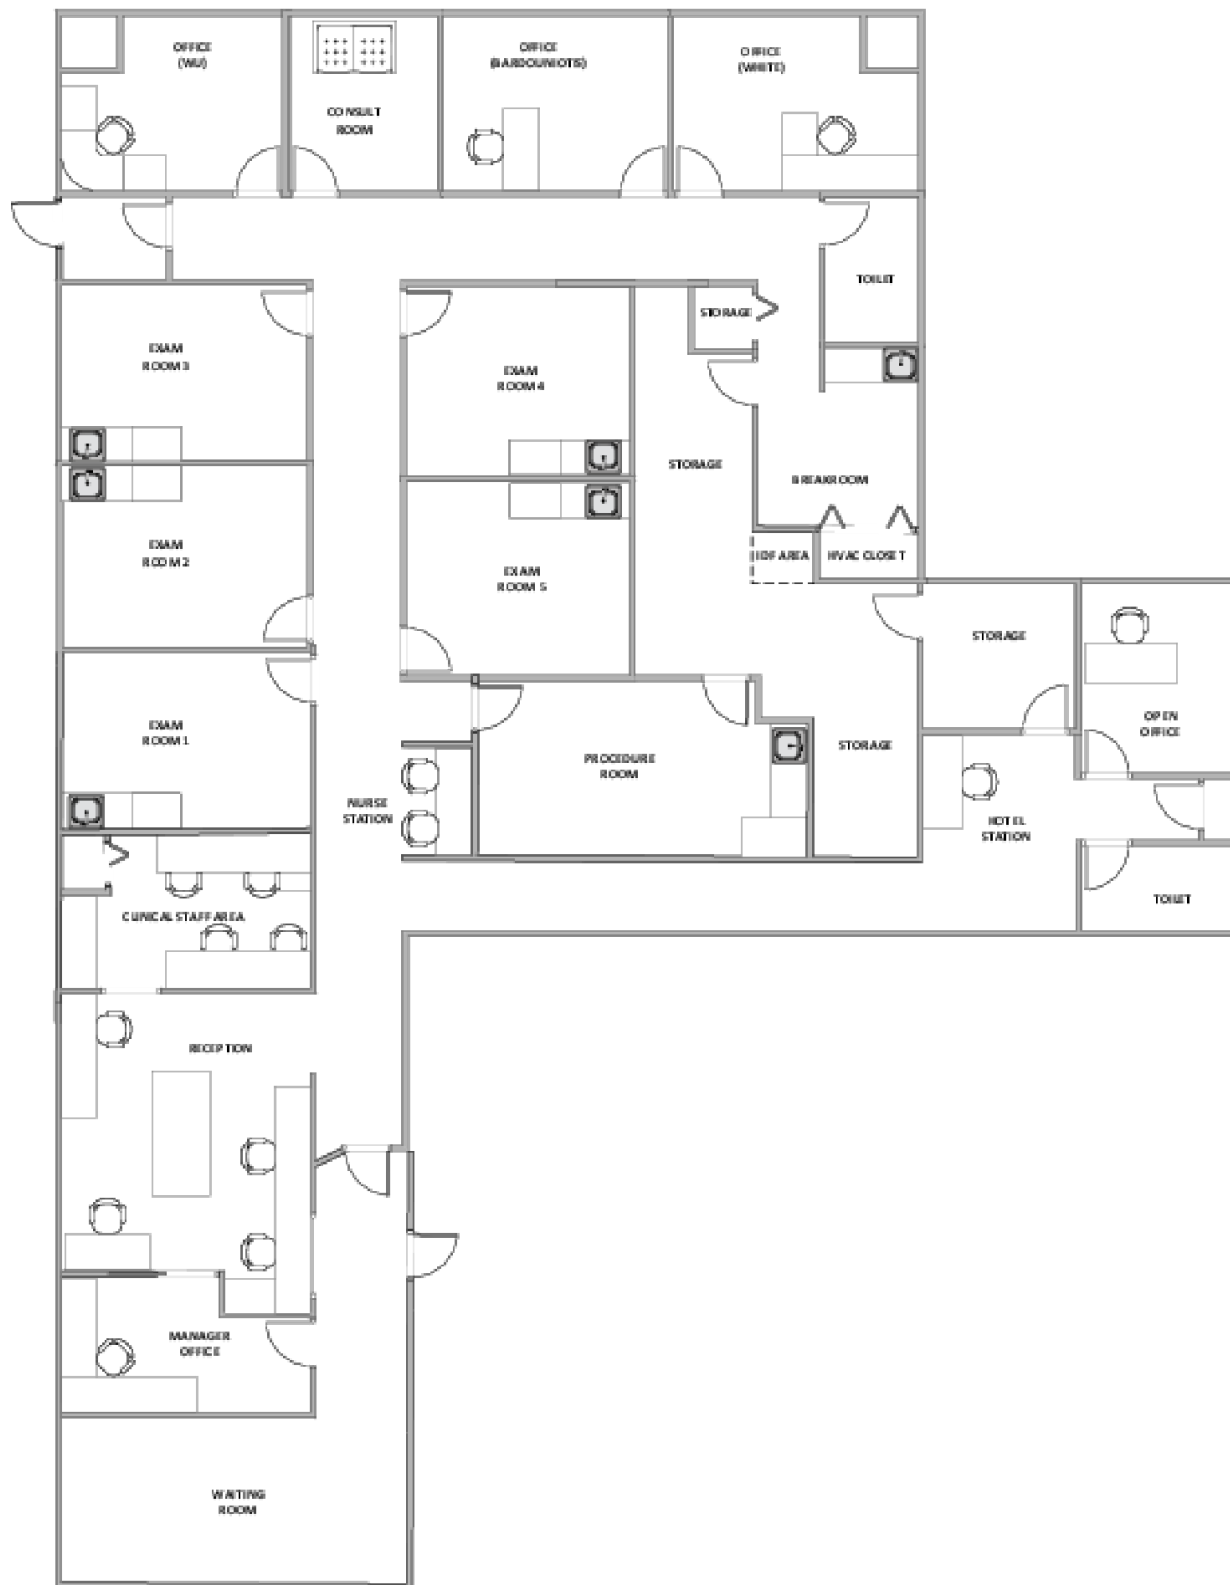 OFFICE
(WU)
CONSULT
ROOM
OFFICE
(BARDOUNIOTIS)
OFFICE
(WHITE)
TOILET
STORAGE
EXAM
ROOM 3
EXAM
ROOM 4
STORAGE
BREAKROOM
EXAM
ROOM 2
EXAM
ROOM 5
IDF AREA
HVAC CLOSET
STORAGE
OPEN
OFFICE
EXAM
ROOM 1
PROCEDURE
ROOM
STORAGE
NURSE
STATION
HOTEL
STATION
TOILET
CLINICAL STAFF AREA
RECEPTION
MANAGER
OFFICE
WAITING
ROOM